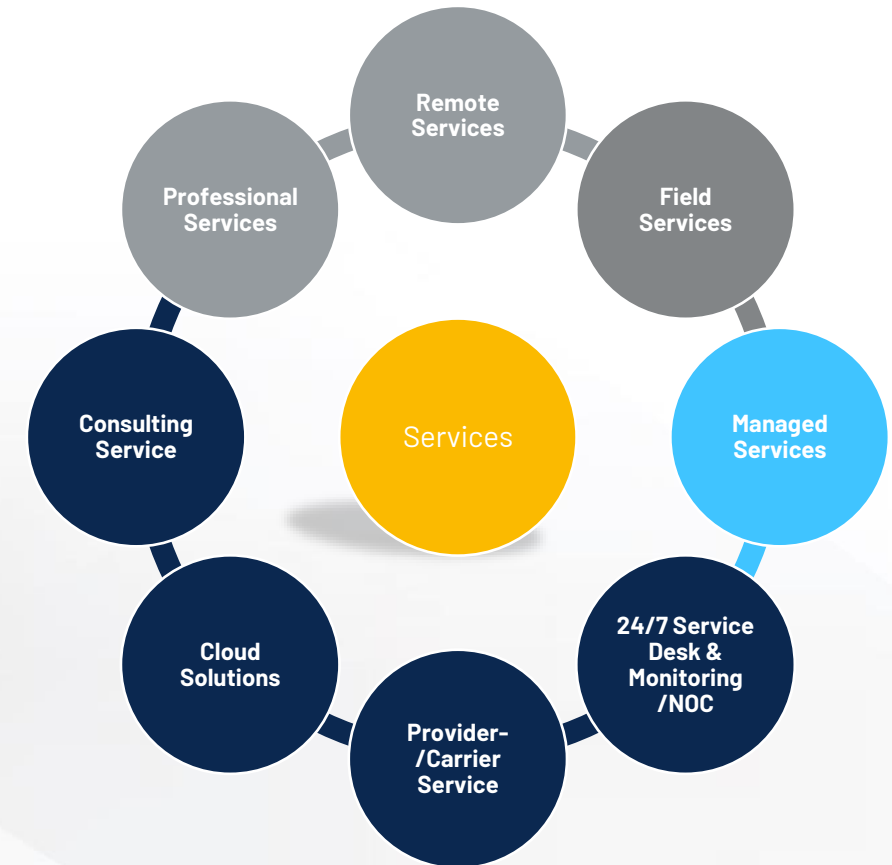 Remote
Services
Professional
Services
Field
Services
Consulting
Service
Services
Managed
Services
Cloud
Solutions
24/7 Service
Desk &
Monitoring
/NOC
Provider-
/Carrier
Service